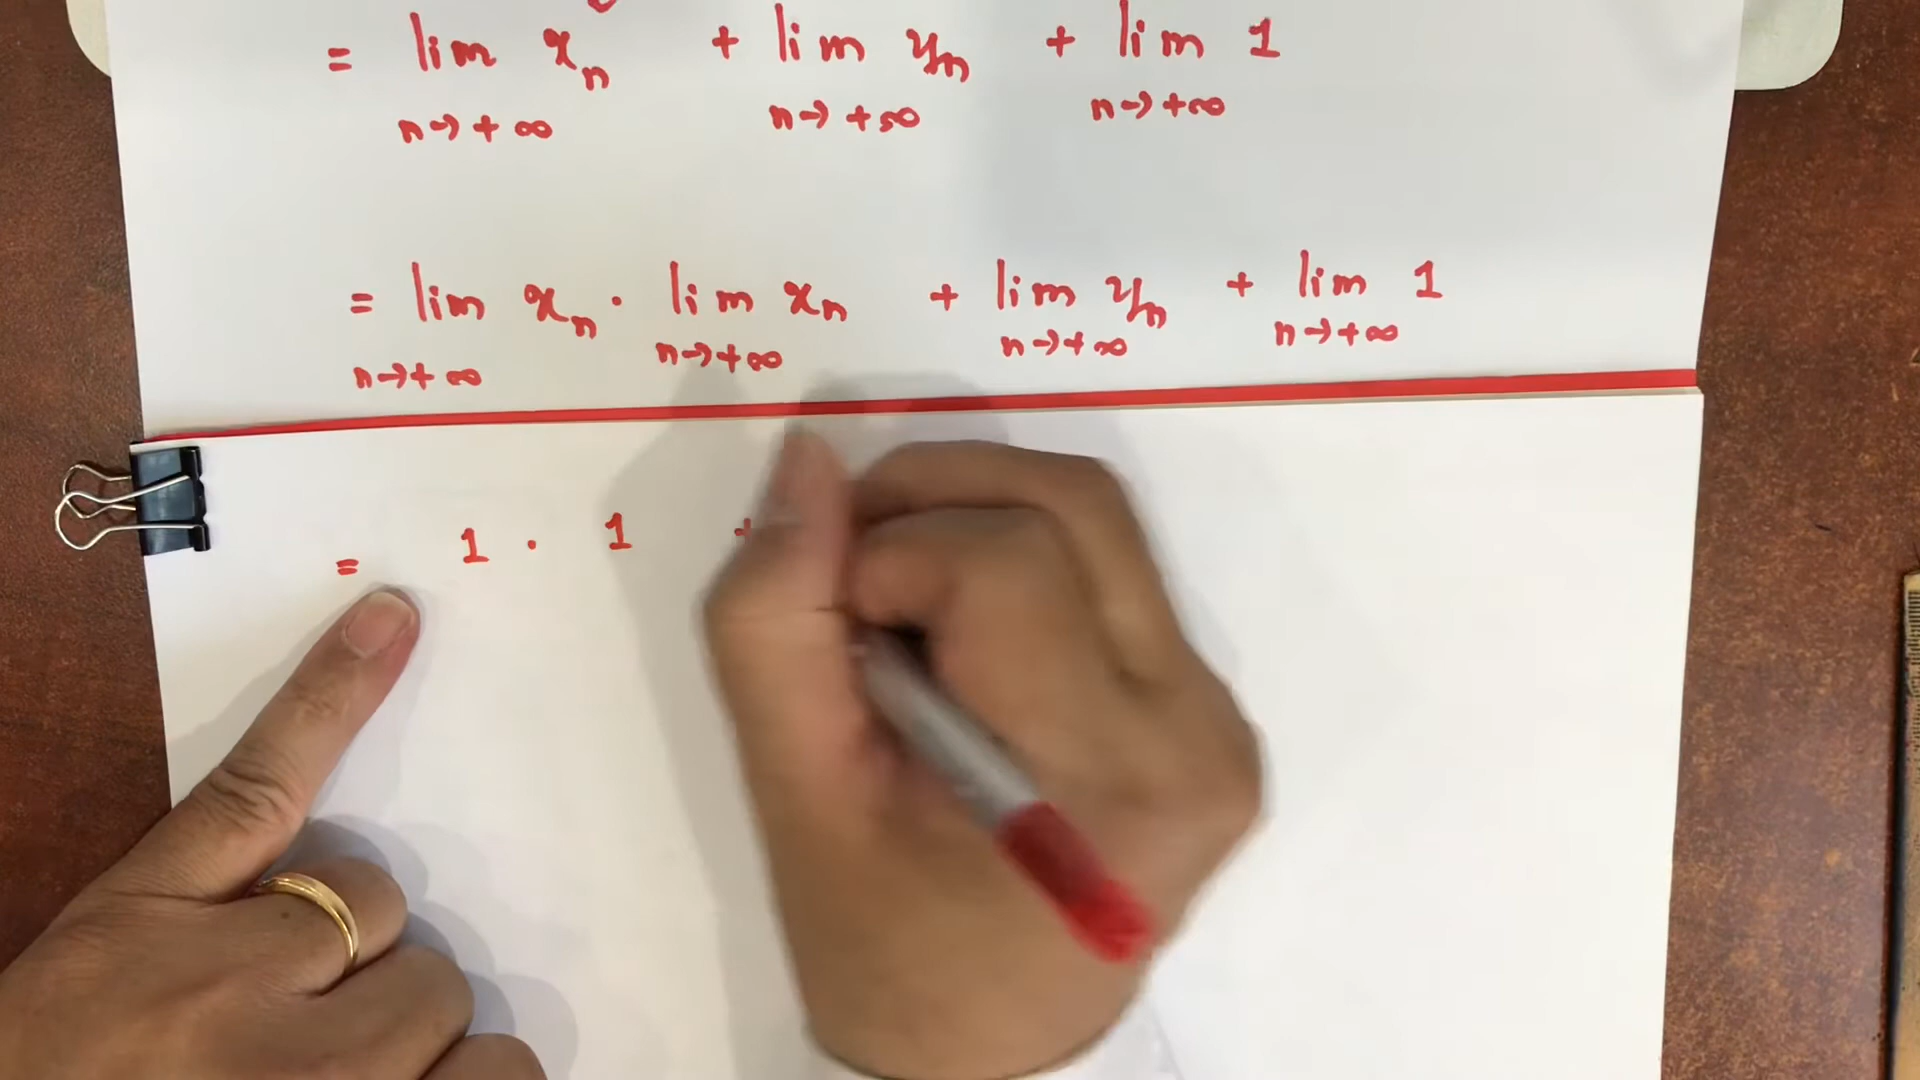 = lim xₙ + lim yₙ + lim 1
n→+∞ n→+∞ n→+∞
= lim xₙ · lim xₙ + lim yₙ + lim 1
n→+∞ n→+∞ n→+∞ n→+∞
= 1 · 1 +